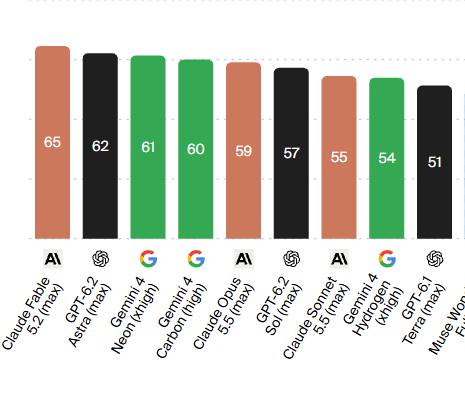 65
62
61
60
59
57
55
54
51
Claude Fable
5.2 (max)
GPT-6.2
Astra (max)
Gemini 4
Neon (xhigh)
Gemini 4
Carbon (high)
Claude Opus
5.5 (max)
GPT-6.2
Sol (max)
Claude Sonnet
5.5 (max)
Gemini 4
Hydrogen
(xhigh)
GPT-6.1
Terra (max)
Muse